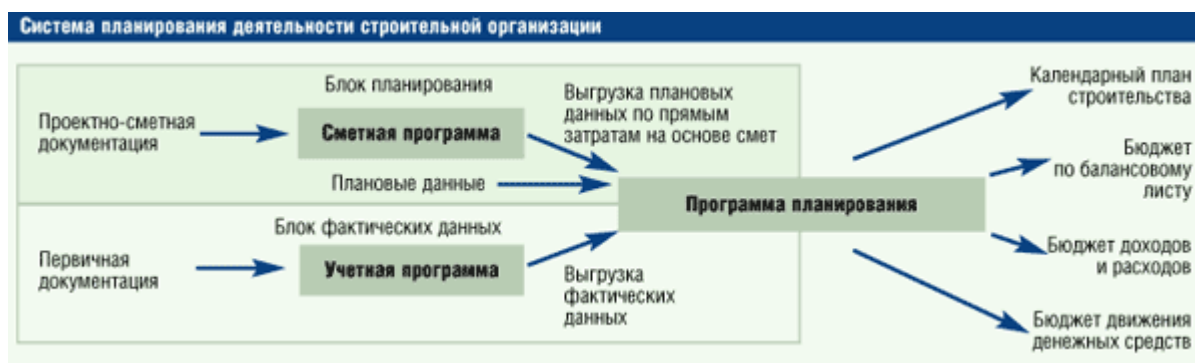 Система планирования деятельности строительной организации
Блок планирования
Проектно-сметная
документация
Сметная программа
Выгрузка плановых
данных по прямым
затратам на основе смет
Плановые данные
Программа планирования
Блок фактических данных
Первичная
документация
Учетная программа
Выгрузка
фактических
данных
Календарный план
строительства
Бюджет
по балансовому
листу
Бюджет доходов
и расходов
Бюджет движения
денежных средств